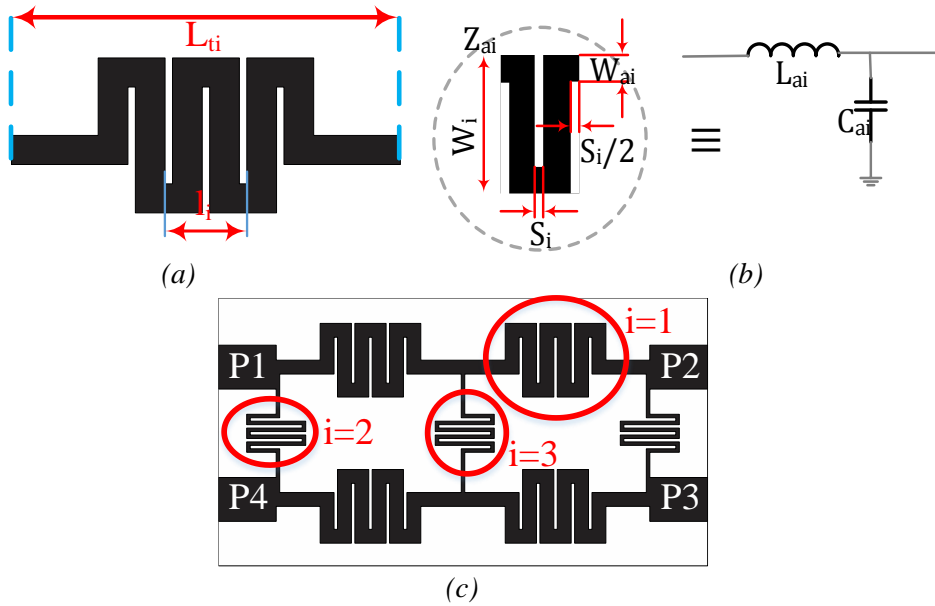 L_ti
l_i
(a)
Z_ai
W_ai
W_i
S_i/2
S_i
≡
L_ai
C_ai
(b)
i=1
P1
P2
i=2
i=3
P4
P3
(c)